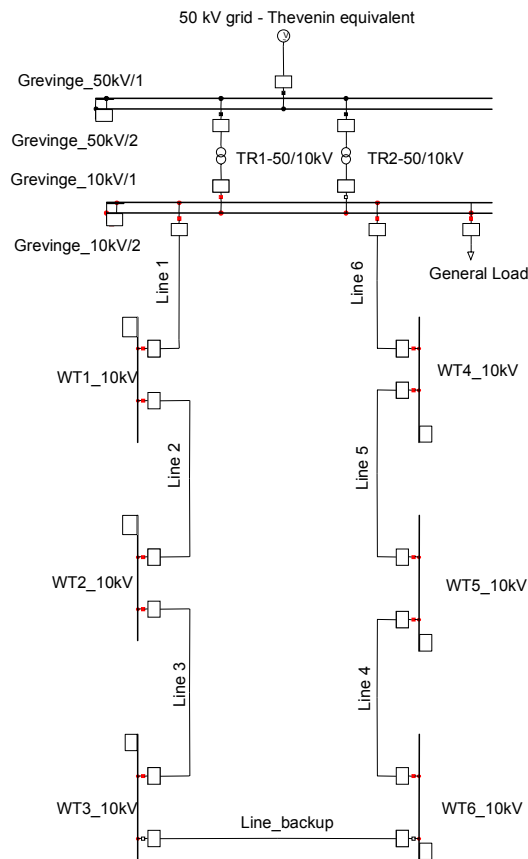 50 kV grid - Thevenin equivalent
V
Grevinge_50kV/1
Grevinge_50kV/2
TR1-50/10kV
TR2-50/10kV
Grevinge_10kV/1
Grevinge_10kV/2
General Load
Line 1
Line 6
WT1_10kV
WT4_10kV
Line 2
Line 5
WT2_10kV
WT5_10kV
Line 3
Line 4
WT3_10kV
Line_backup
WT6_10kV